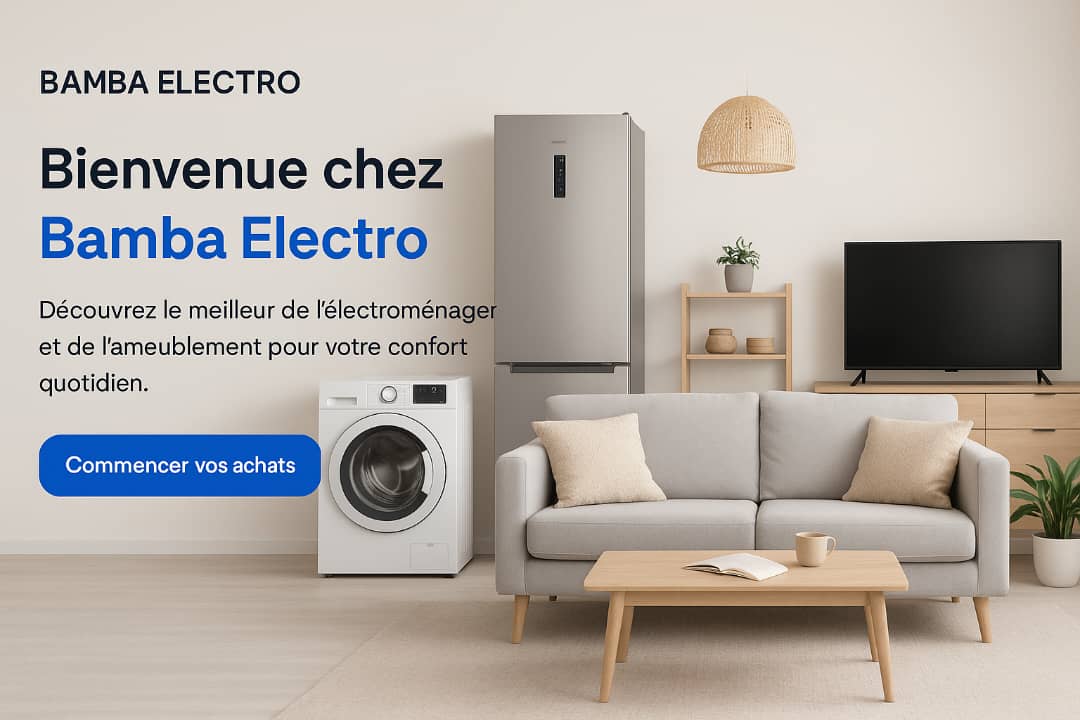 BAMBA ELECTRO
Bienvenue chez
Bamba Electro
Découvrez le meilleur de l'électroménager
et de l'ameublement pour votre confort
quotidien.
Commencer vos achats